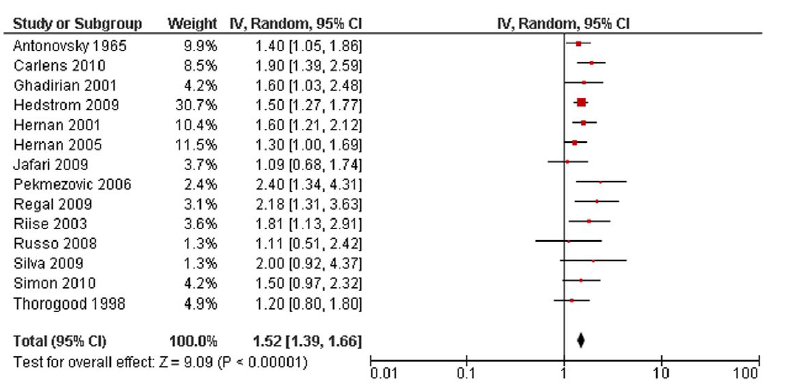 Study or Subgroup Weight IV, Random, 95% CI IV, Random, 95% CI
Antonovsky 1965 9.9% 1.40 [1.05, 1.86]
Carlens 2010 8.5% 1.90 [1.39, 2.59]
Ghadirian 2001 4.2% 1.60 [1.03, 2.48]
Hedstrom 2009 30.7% 1.50 [1.27, 1.77]
Hernan 2001 10.4% 1.60 [1.21, 2.12]
Hernan 2005 11.5% 1.30 [1.00, 1.69]
Jafari 2009 3.7% 1.09 [0.68, 1.74]
Pekmezovic 2006 2.4% 2.40 [1.34, 4.31]
Regal 2009 3.1% 2.18 [1.31, 3.63]
Riise 2003 3.6% 1.81 [1.13, 2.91]
Russo 2008 1.3% 1.11 [0.51, 2.42]
Silva 2009 1.3% 2.00 [0.92, 4.37]
Simon 2010 4.2% 1.50 [0.97, 2.32]
Thorogood 1998 4.9% 1.20 [0.80, 1.80]
Total (95% CI) 100.0% 1.52 [1.39, 1.66]
Test for overall effect: Z = 9.09 (P < 0.00001)
0.01 0.1 1 10 100